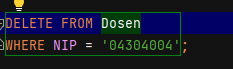 DELETE FROM Dosen
WHERE NIP = '04304004';